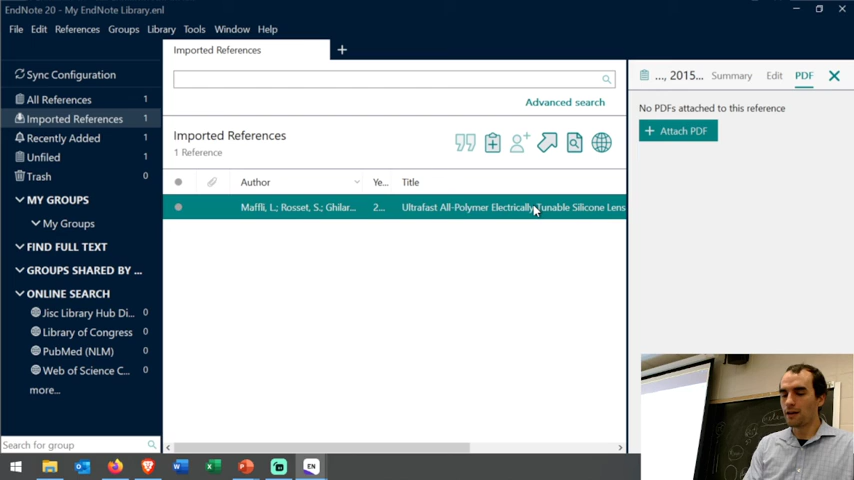 EndNote 20 - My EndNote Library.enl
File Edit References Groups Library Tools Window Help
Sync Configuration
All References 1
Imported References 1
Recently Added 1
Unfiled 1
Trash 0
MY GROUPS
My Groups
FIND FULL TEXT
GROUPS SHARED BY ...
ONLINE SEARCH
Jisc Library Hub Di... 0
Library of Congress 0
PubMed (NLM) 0
Web of Science C... 0
more...
Search for group
Imported References
Advanced search
Imported References
1 Reference
Author Ye... Title
Maffli, L.; Rosset, S.; Ghilar... 2... Ultrafast All-Polymer Electrically Tunable Silicone Lens
..., 2015... Summary Edit PDF
No PDFs attached to this reference
+ Attach PDF
EN